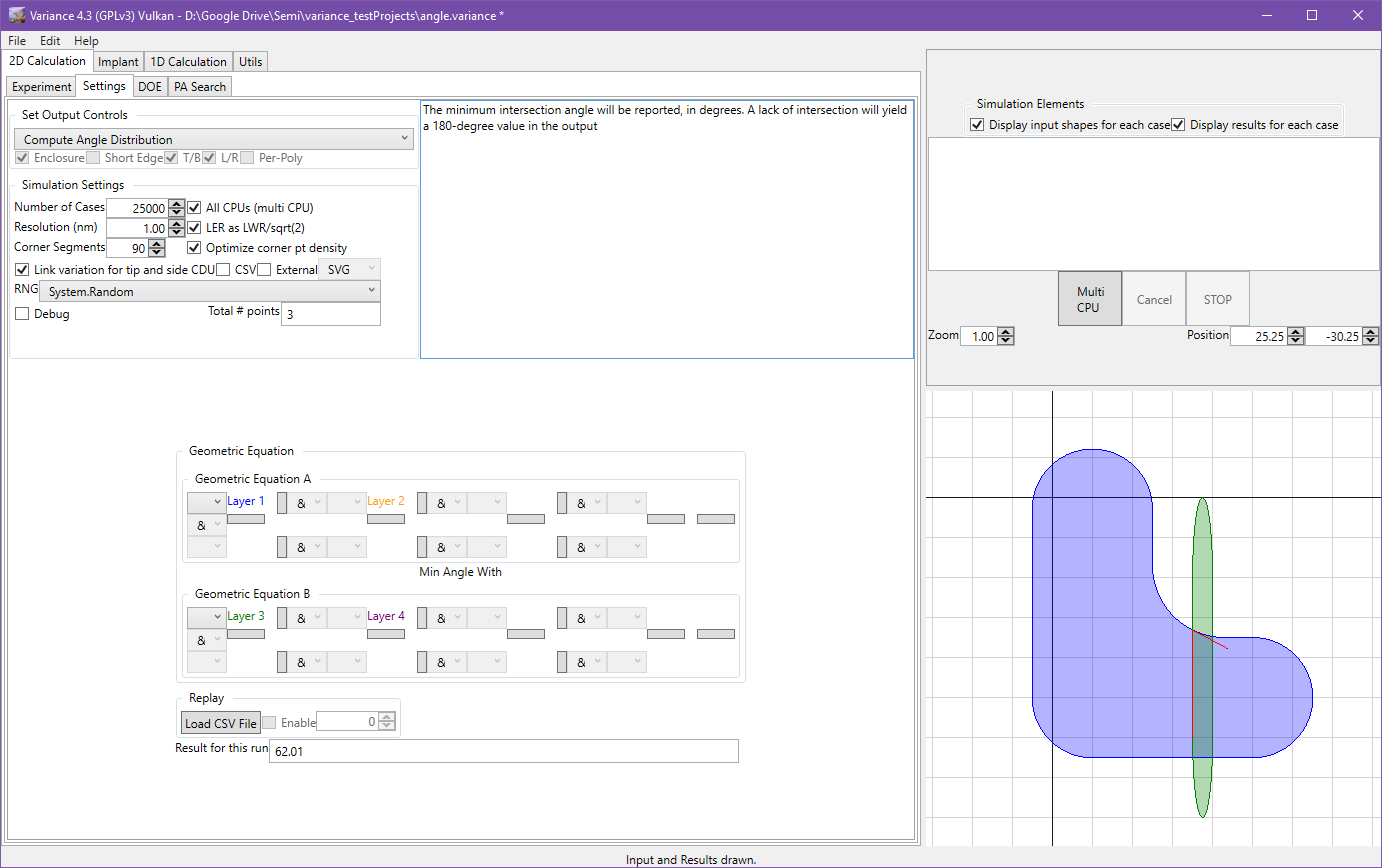 Variance 4.3 (GPLv3) Vulkan - D:\Google Drive\Semi\variance_testProjects\angle.variance *
File Edit Help
2D Calculation Implant 1D Calculation Utils
Experiment Settings DOE PA Search
Set Output Controls
Compute Angle Distribution
Enclosure Short Edge T/B L/R Per-Poly
The minimum intersection angle will be reported, in degrees. A lack of intersection will yield
a 180-degree value in the output
Simulation Settings
Number of Cases 25000 All CPUs (multi CPU)
Resolution (nm) 1.00 LER as LWR/sqrt(2)
Corner Segments 90 Optimize corner pt density
Link variation for tip and side CDU CSV External SVG
RNG System.Random
Debug Total # points 3
Simulation Elements
Display input shapes for each case Display results for each case
Multi
CPU
Cancel STOP
Zoom 1.00 Position 25.25 -30.25
Geometric Equation
Geometric Equation A
Layer 1 & Layer 2 & &
&
& & &
Min Angle With
Geometric Equation B
Layer 3 & Layer 4 & &
&
& & &
Replay
Load CSV File Enable 0
Result for this run 62.01
Input and Results drawn.